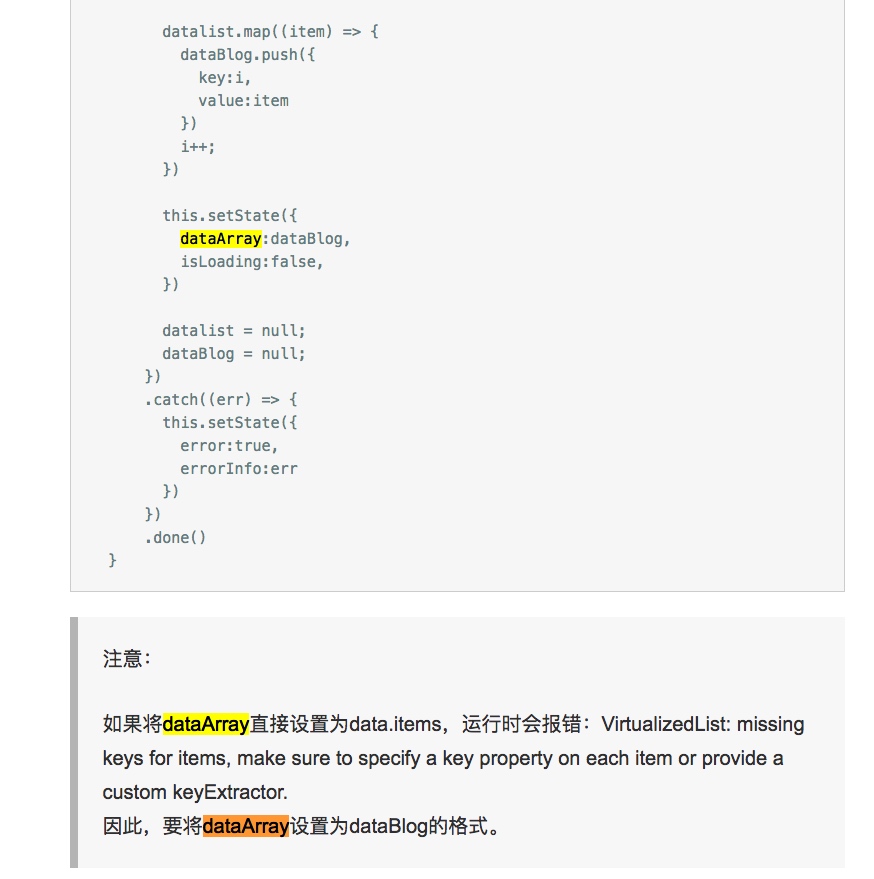 datalist.map((item) => {
dataBlog.push({
key:i,
value:item
})
i++;
})
this.setState({
dataArray:dataBlog,
isLoading:false,
})
datalist = null;
dataBlog = null;
})
.catch((err) => {
this.setState({
error:true,
errorInfo:err
})
})
.done()
}
注意：
如果将dataArray直接设置为data.items，运行时会报错：VirtualizedList: missing
keys for items, make sure to specify a key property on each item or provide a
custom keyExtractor.
因此，要将dataArray设置为dataBlog的格式。